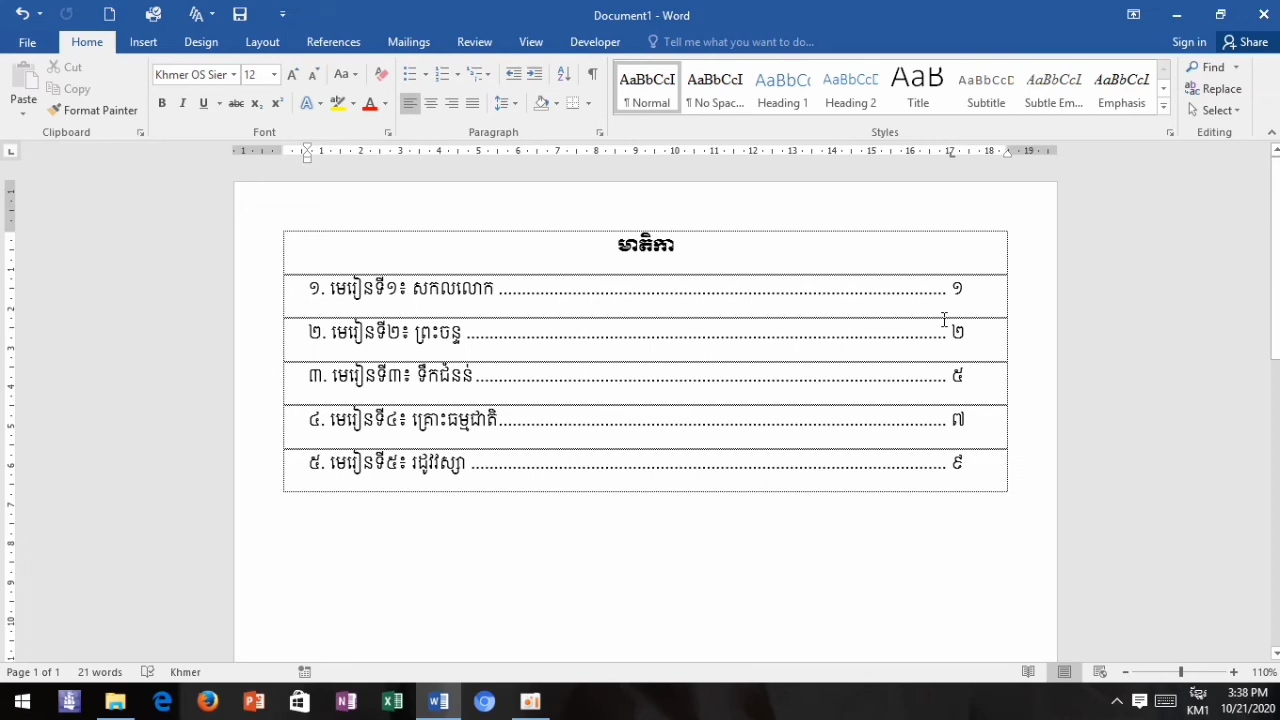 Document1 - Word
File Home Insert Design Layout References Mailings Review View Developer Tell me what you want to do... Sign in Share
Paste Cut Copy Format Painter
Khmer OS Sier 12
AaBbCcI AaBbCcI AaBbCc AaBbCcD AaB AaBbCcD AaBbCcI AaBbCcI
¶ Normal ¶ No Spac... Heading 1 Heading 2 Title Subtitle Subtle Em... Emphasis
Find Replace Select
Clipboard Font Paragraph Styles Editing
មាតិកា
១. មេរៀនទី១៖ សកលលោក ........ ១
២. មេរៀនទី២៖ ព្រះចន្ទ ........ ២
៣. មេរៀនទី៣៖ ទឹកជំនន់ ........ ៥
៤. មេរៀនទី៤៖ គ្រោះធម្មជាតិ ........ ៧
៥. មេរៀនទី៥៖ រដូវវស្សា ........ ៩
Page 1 of 1 21 words Khmer 110%
ខ្មែរ 3:38 PM
KM1 10/21/2020